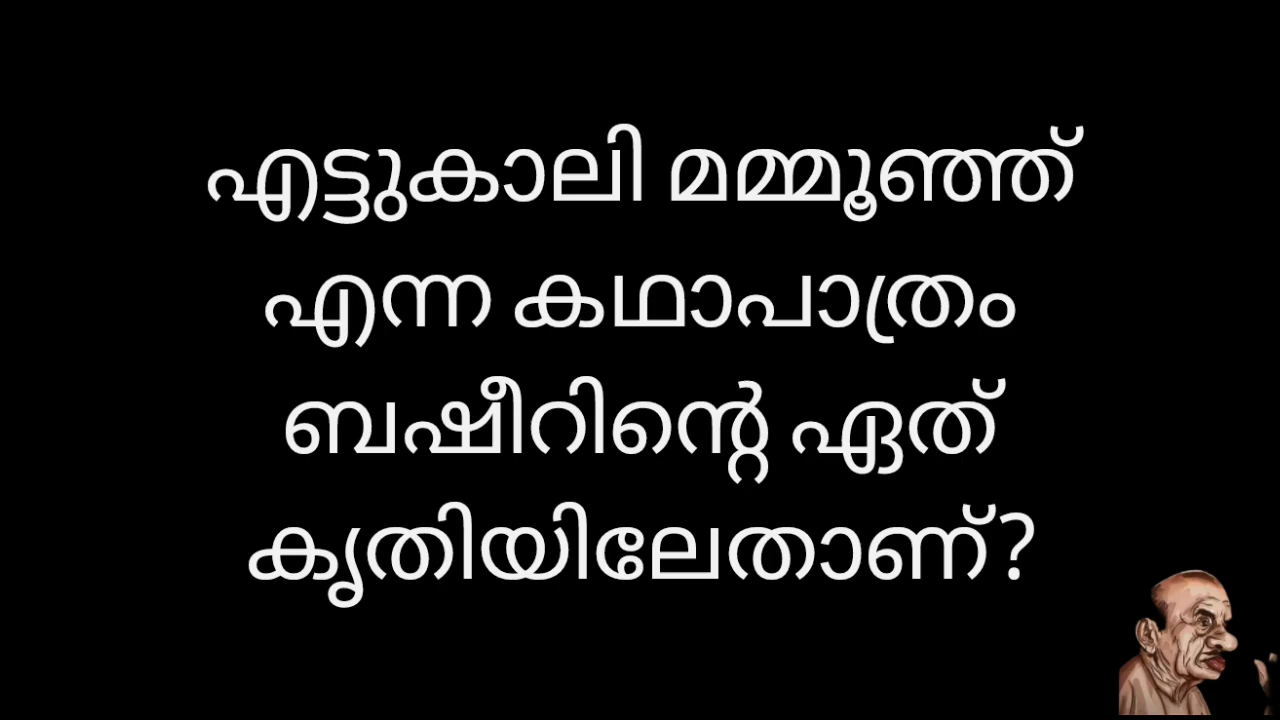 എട്ടുകാലി മമ്മൂഞ്ഞ്
എന്ന കഥാപാത്രം
ബഷീറിന്റെ ഏത്
കൃതിയിലേതാണ്?